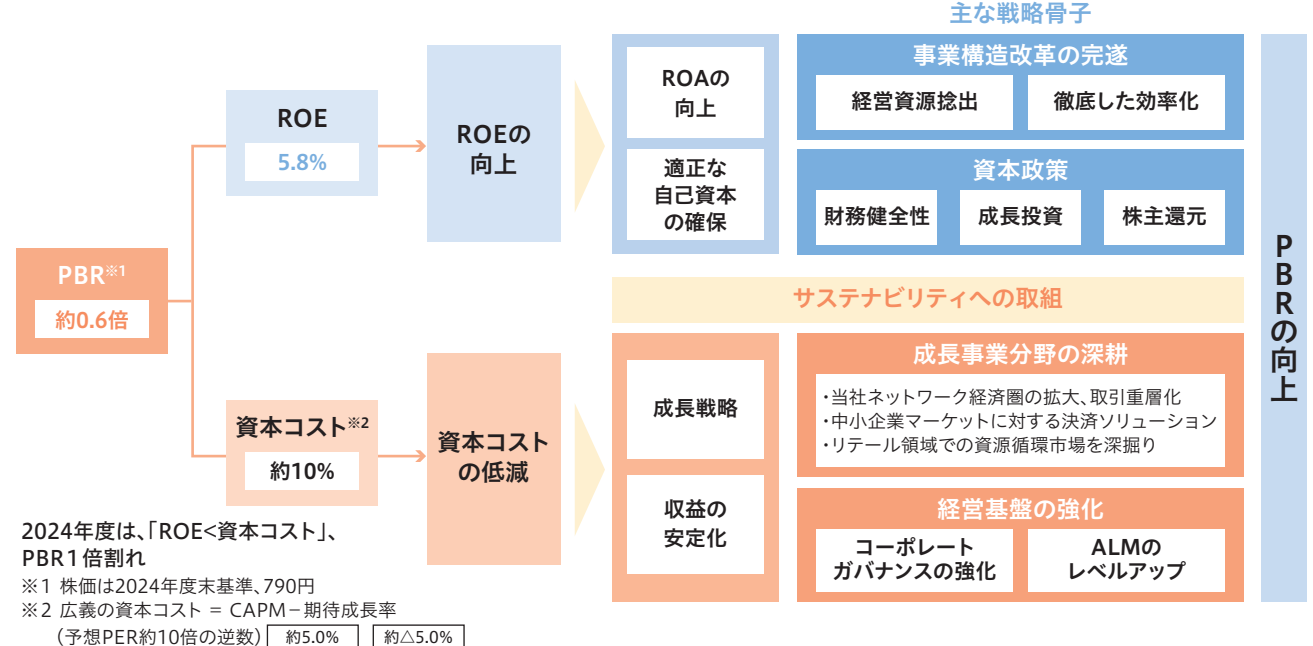 主な戦略骨子
PBR※1
約0.6倍
ROE
5.8%
資本コスト※2
約10%
ROEの
向上
資本コスト
の低減
ROAの
向上
適正な
自己資本
の確保
事業構造改革の完遂
経営資源捻出
徹底した効率化
資本政策
財務健全性
成長投資
株主還元
サステナビリティへの取組
成長戦略
収益の
安定化
成長事業分野の深耕
・当社ネットワーク経済圏の拡大、取引重層化
・中小企業マーケットに対する決済ソリューション
・リテール領域での資源循環市場を深掘り
経営基盤の強化
コーポレート
ガバナンスの強化
ALMの
レベルアップ
PBRの向上
2024年度は、「ROE<資本コスト」、
PBR1倍割れ
※1 株価は2024年度末基準、790円
※2 広義の資本コスト = CAPM−期待成長率
(予想PER約10倍の逆数) 約5.0% 約△5.0%